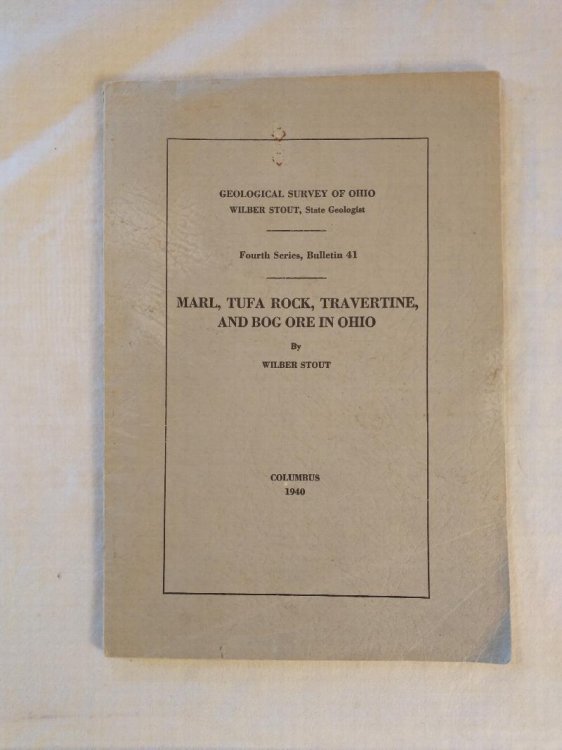 GEOLOGICAL SURVEY OF OHIO
WILBER STOUT, State Geologist
Fourth Series, Bulletin 41
MARL, TUFA ROCK, TRAVERTINE,
AND BOG ORE IN OHIO
By
WILBER STOUT
COLUMBUS
1940